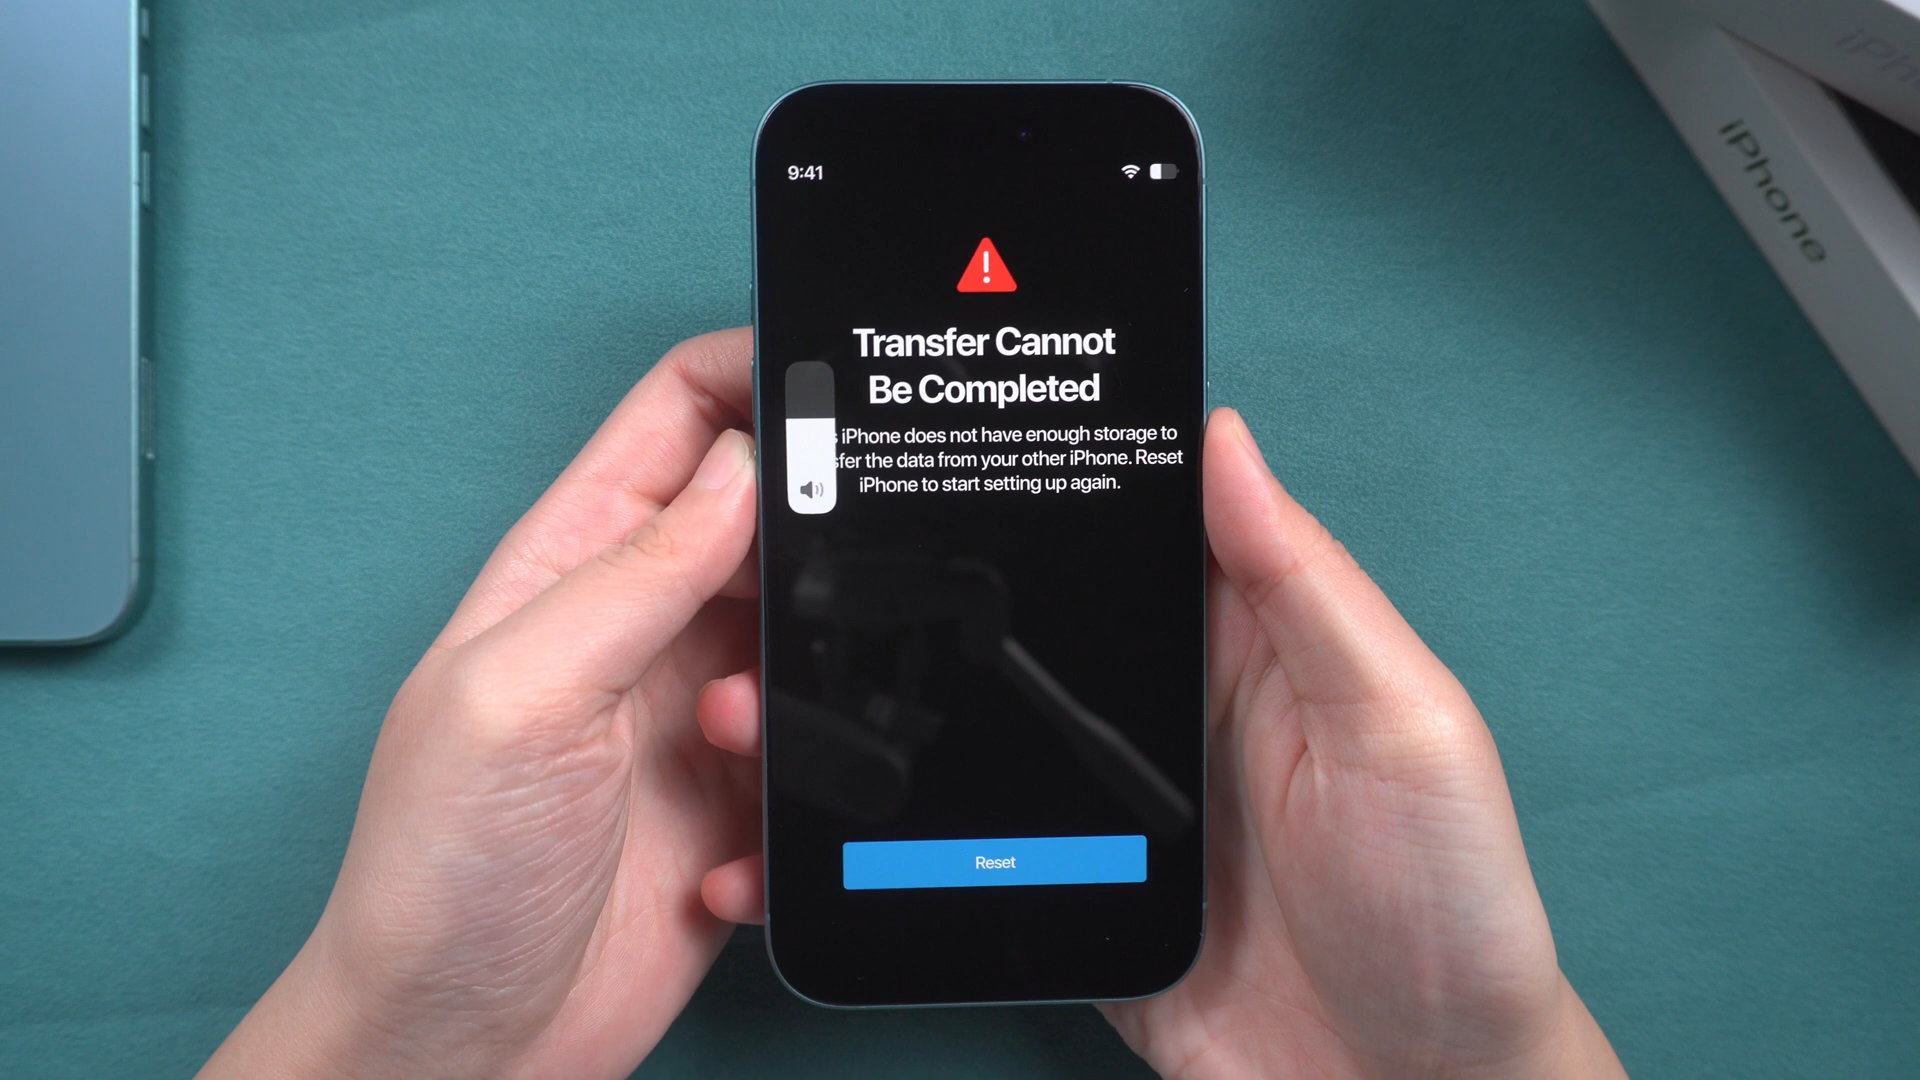 9:41
Transfer Cannot
Be Completed
iPhone does not have enough storage to
the data from your other iPhone. Reset
iPhone to start setting up again.
Reset
iPhone